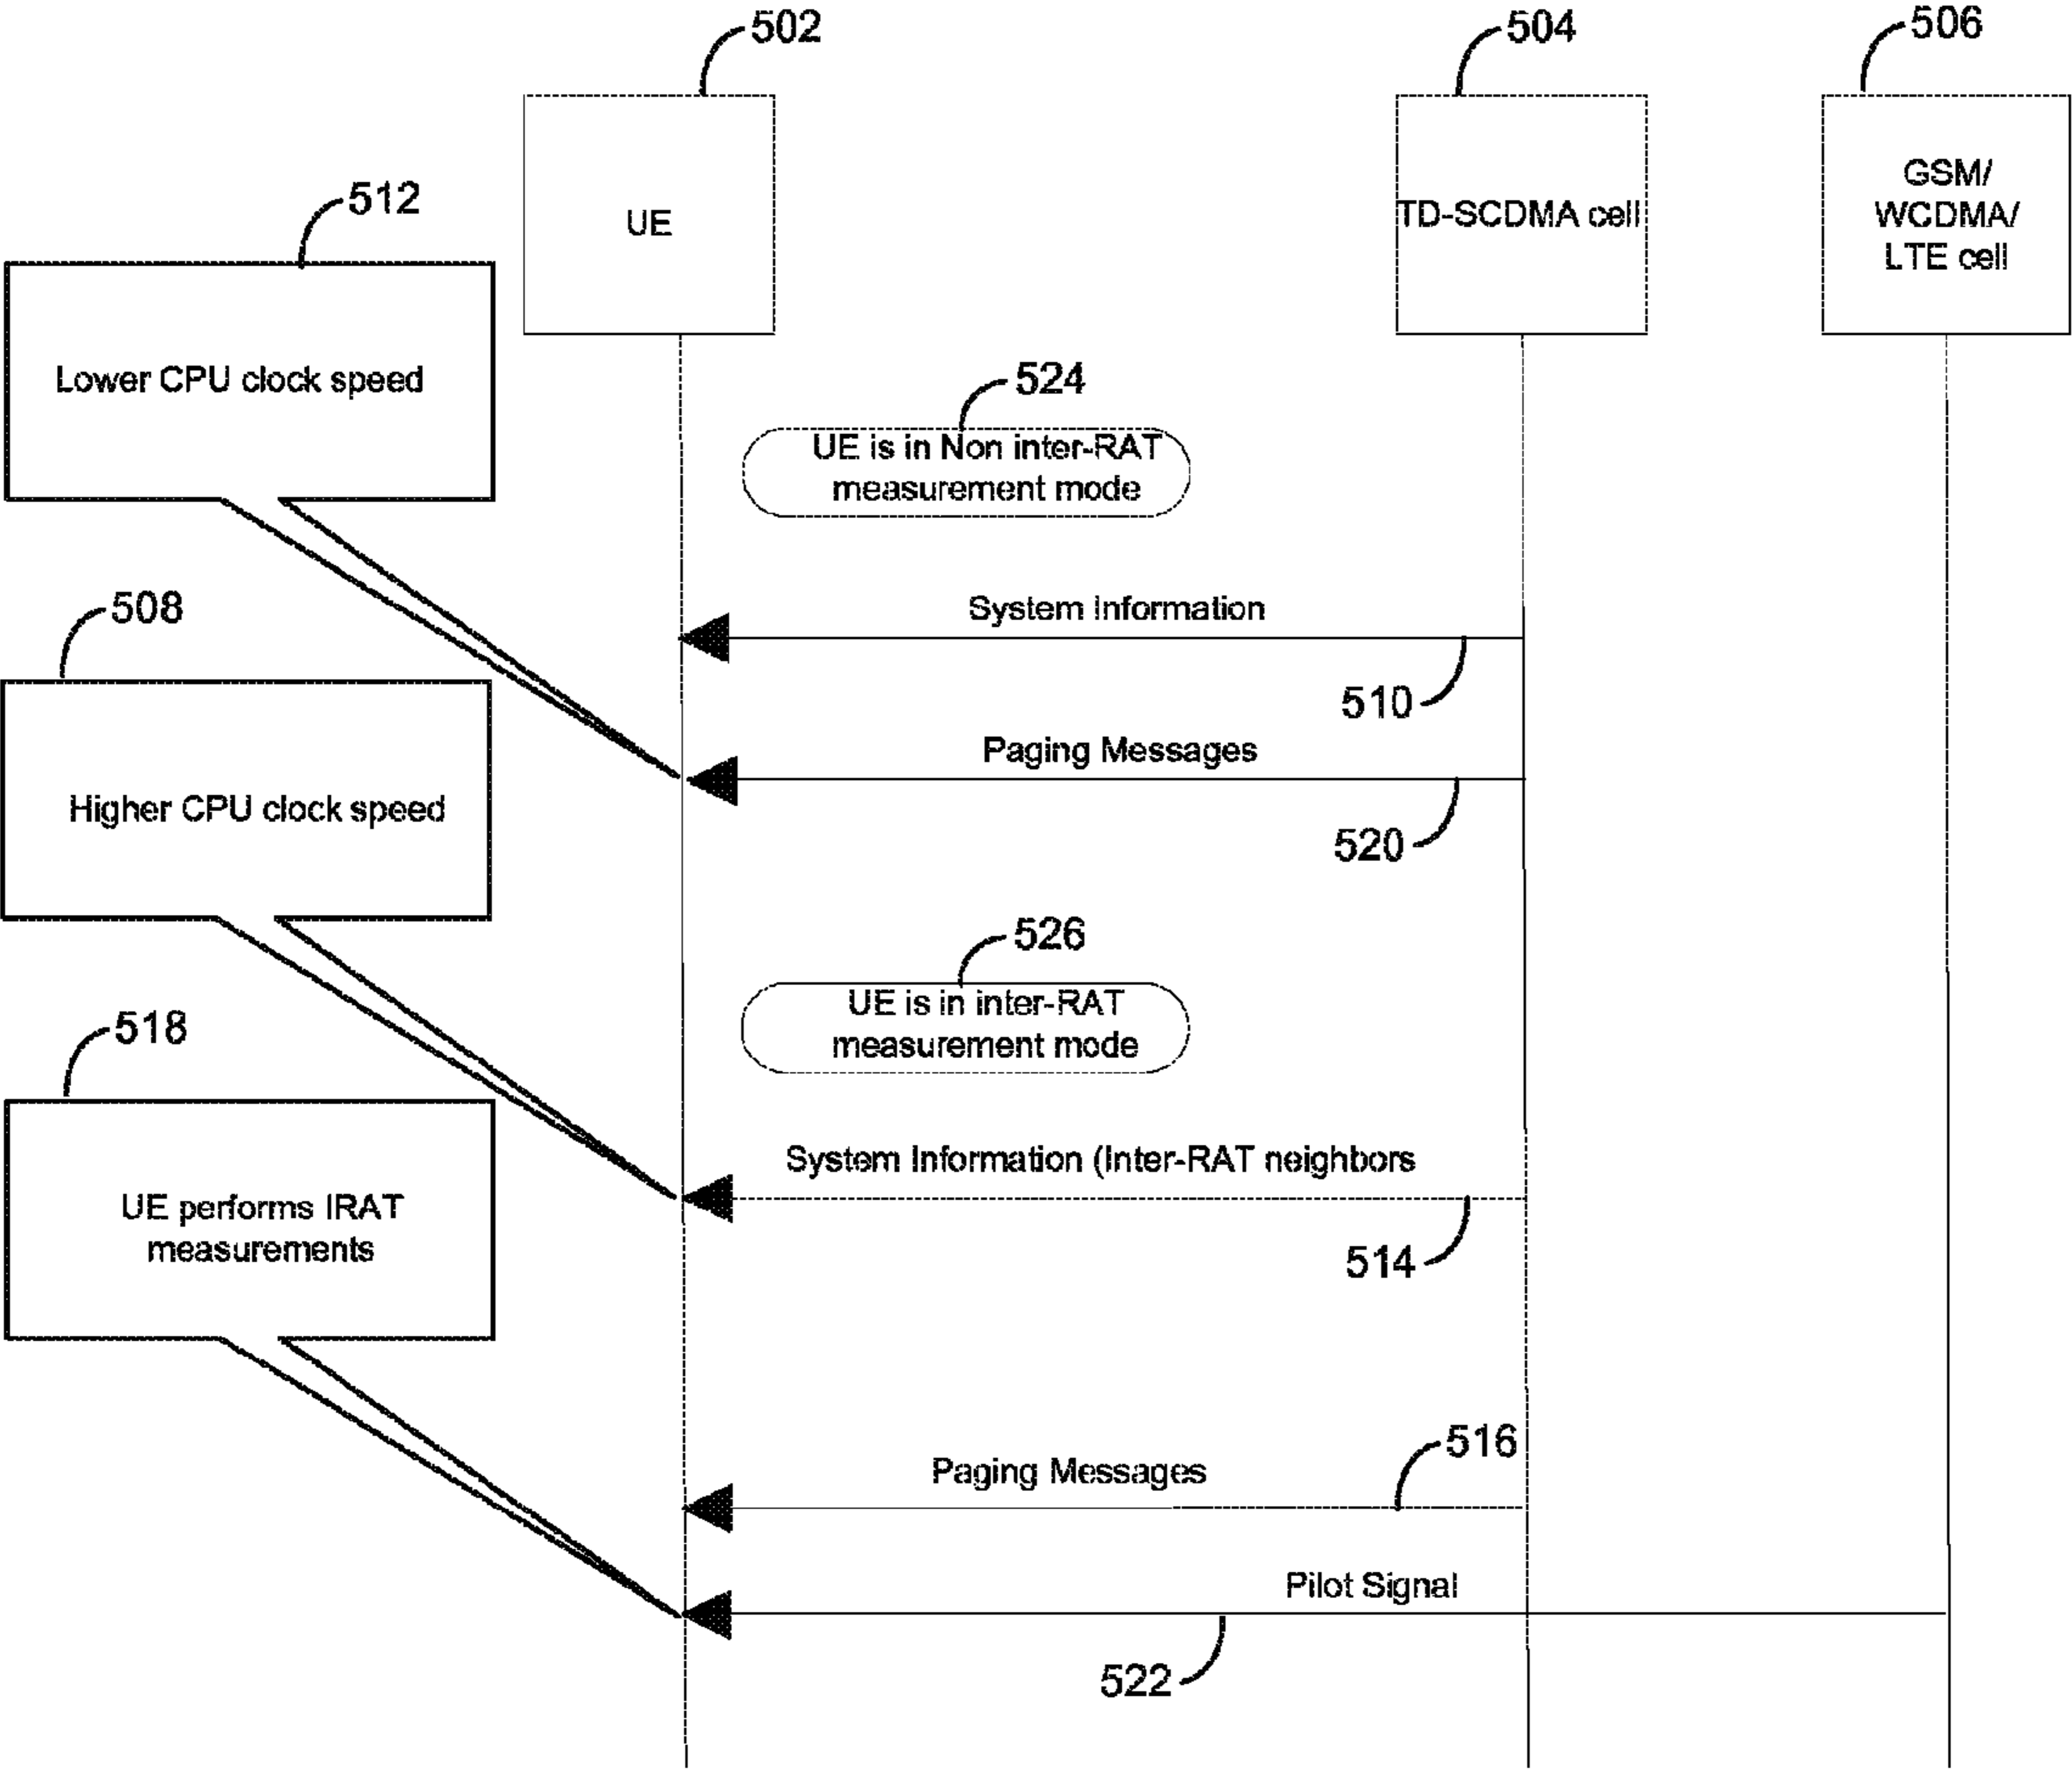 502
504
506
UE
TD-SCDMA cell
GSM/
WCDMA/
LTE cell
512
Lower CPU clock speed
524
UE is in Non inter-RAT
measurement mode
508
System Information
510
Paging Messages
Higher CPU clock speed
520
526
UE is in inter-RAT
measurement mode
518
System Information (Inter-RAT neighbors
UE performs IRAT
measurements
514
516
Paging Messages
Pilot Signal
522